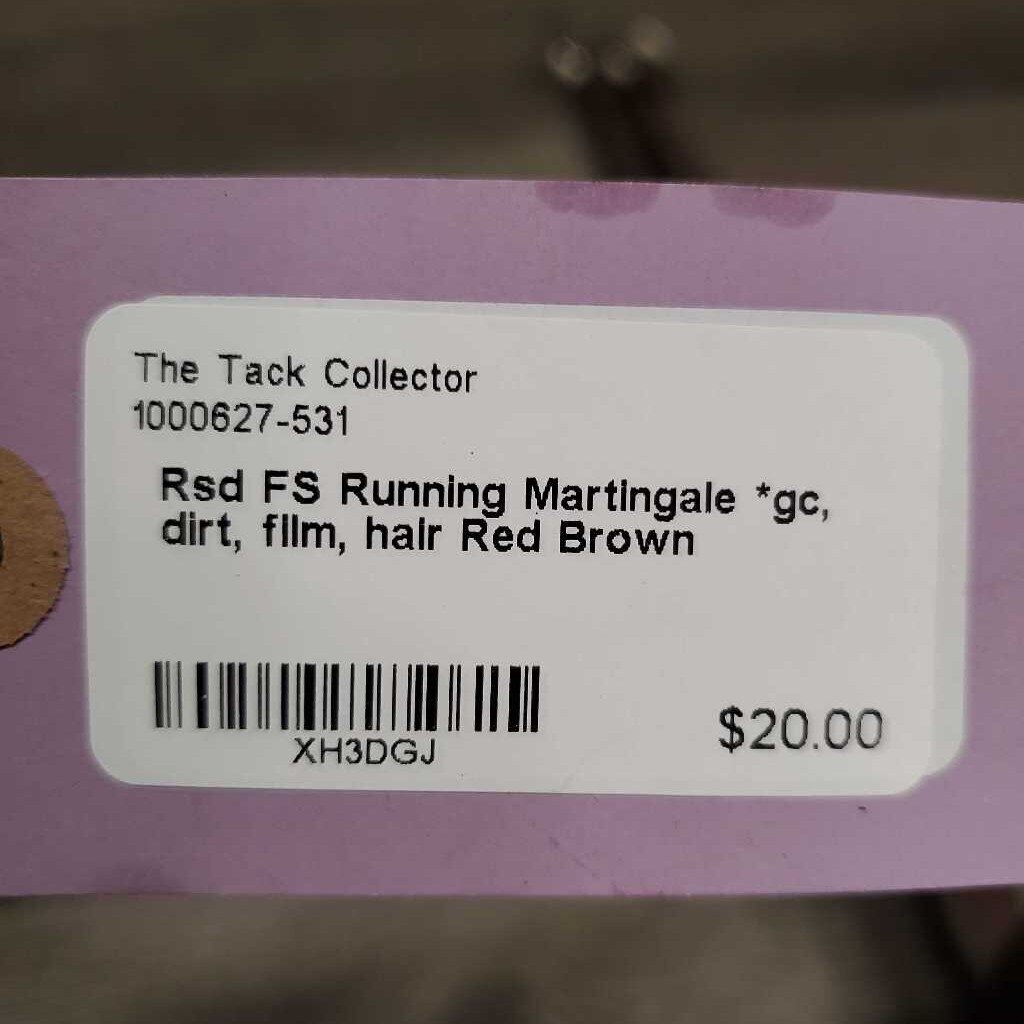 The Tack Collector
1000627-531
Rsd FS Running Martingale *gc,
dirt, film, hair Red Brown
XH3DGJ
$20.00